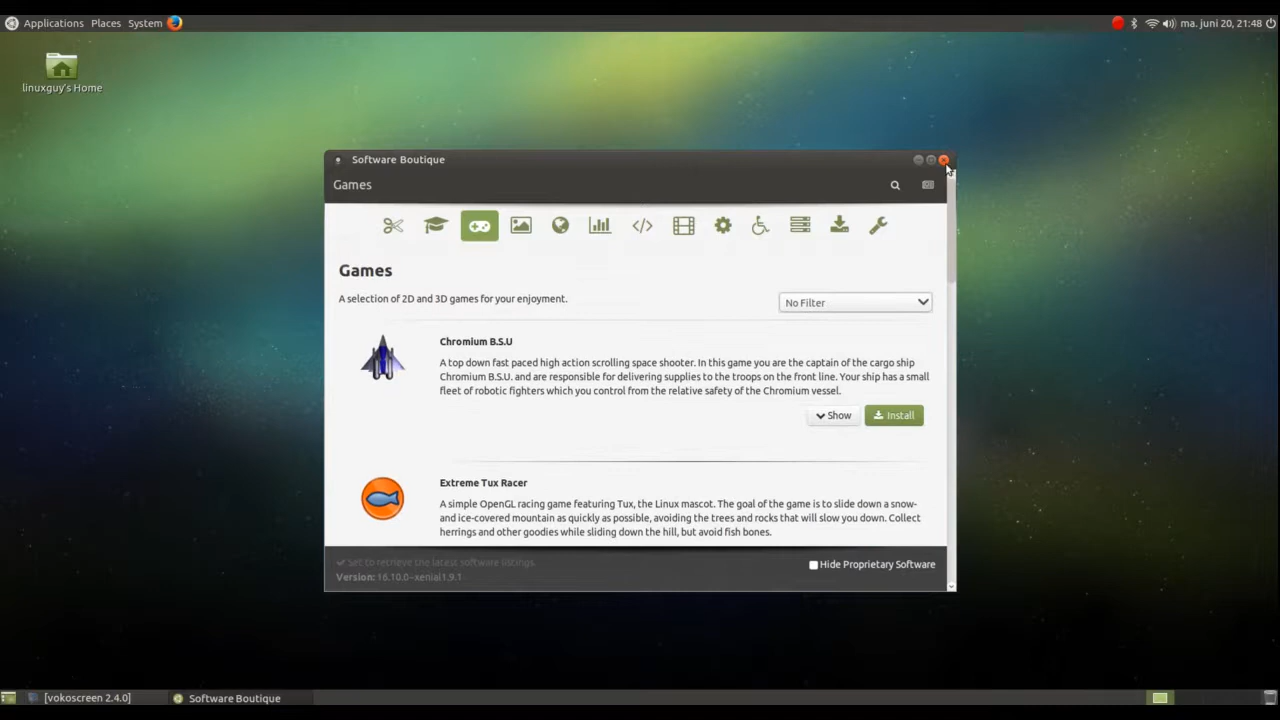 Applications Places System
ma. juni 20, 21:48
linuxguy's Home
Software Boutique
Games
Games
A selection of 2D and 3D games for your enjoyment.
No Filter
Chromium B.S.U
A top down fast paced high action scrolling space shooter. In this game you are the captain of the cargo ship
Chromium B.S.U. and are responsible for delivering supplies to the troops on the front line. Your ship has a small
fleet of robotic fighters which you control from the relative safety of the Chromium vessel.
Show Install
Extreme Tux Racer
A simple OpenGL racing game featuring Tux, the Linux mascot. The goal of the game is to slide down a snow-
and ice-covered mountain as quickly as possible, avoiding the trees and rocks that will slow you down. Collect
herrings and other goodies while sliding down the hill, but avoid fish bones.
Set to retrieve the latest software listings.
Hide Proprietary Software
Version: 16.10.0~xenial1.9.1
[vokoscreen 2.4.0] Software Boutique